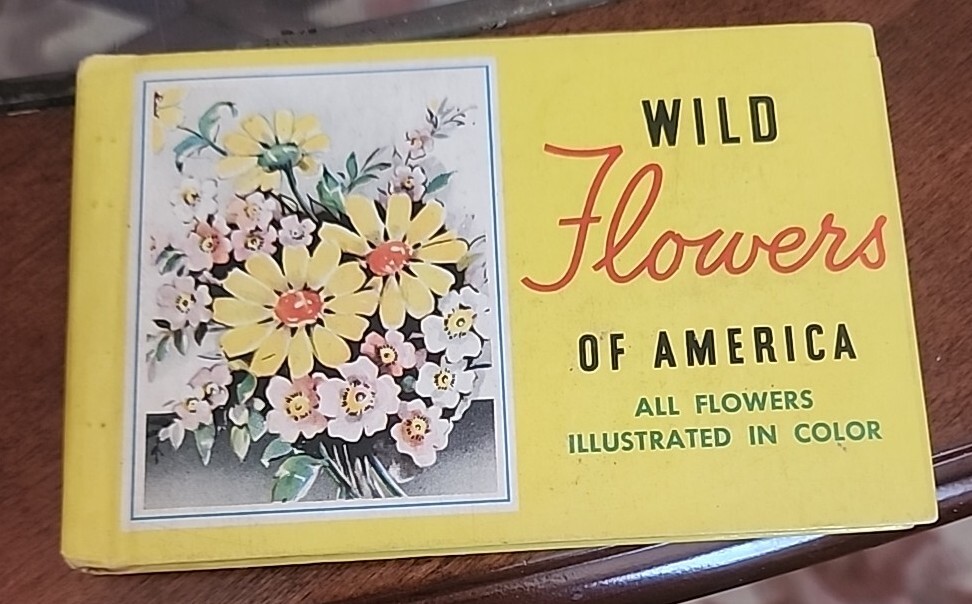 WILD
Flowers
OF AMERICA
ALL FLOWERS
ILLUSTRATED IN COLOR